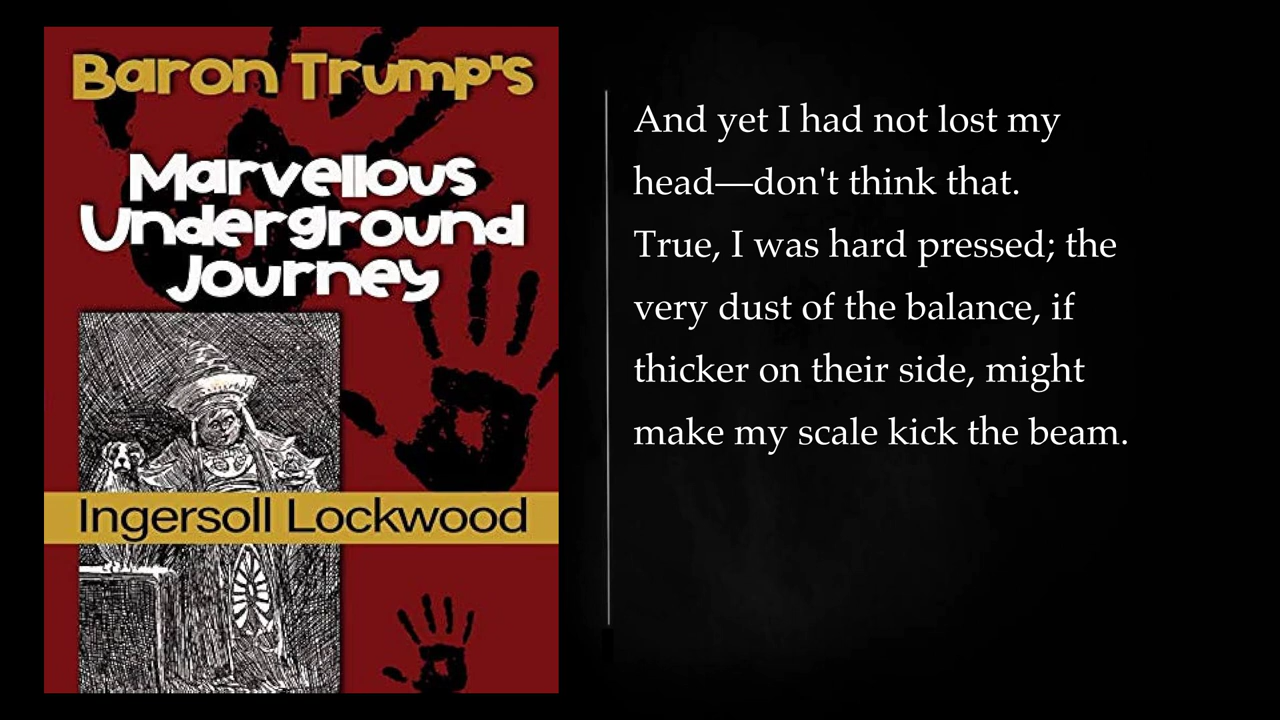 Baron Trump's
Marvellous
Underground
Journey
Ingersoll Lockwood
And yet I had not lost my
head—don't think that.
True, I was hard pressed; the
very dust of the balance, if
thicker on their side, might
make my scale kick the beam.